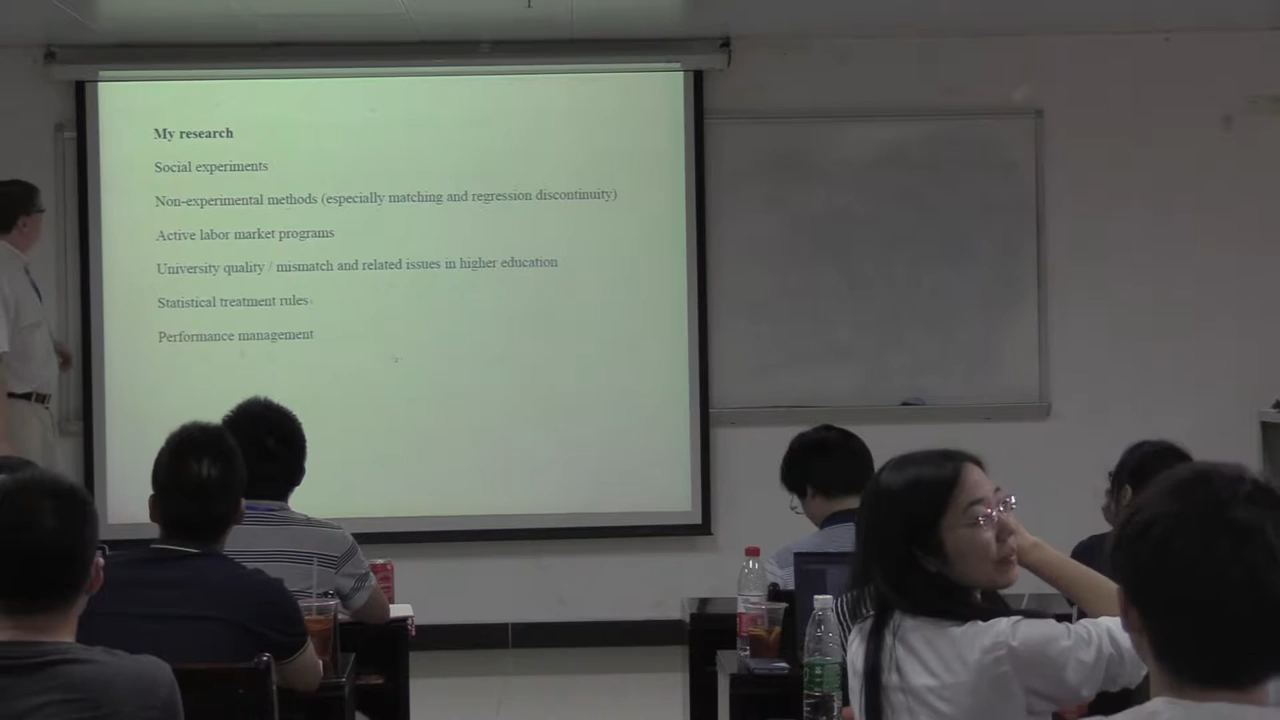 My research
Social experiments
Non-experimental methods (especially matching and regression discontinuity)
Active labor market programs
University quality / mismatch and related issues in higher education
Statistical treatment rules
Performance management